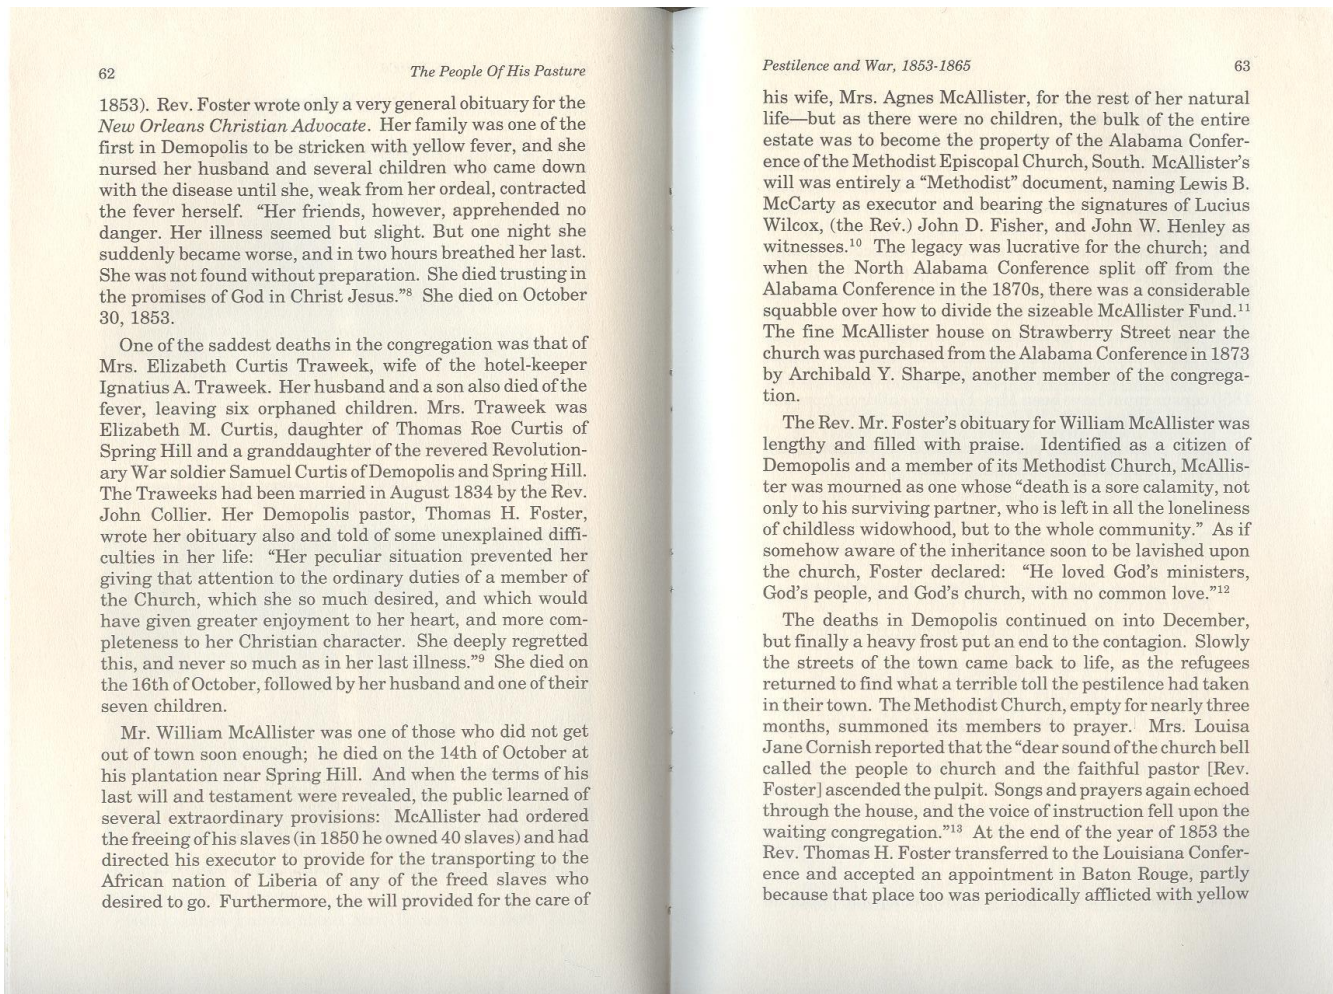 62
The People Of His Pasture
1853). Rev. Foster wrote only a very general obituary for the
New Orleans Christian Advocate. Her family was one of the
first in Demopolis to be stricken with yellow fever, and she
nursed her husband and several children who came down
with the disease until she, weak from her ordeal, contracted
the fever herself. “Her friends, however, apprehended no
danger. Her illness seemed but slight. But one night she
suddenly became worse, and in two hours breathed her last.
She was not found without preparation. She died trusting in
the promises of God in Christ Jesus.”⁸ She died on October
30, 1853.
One of the saddest deaths in the congregation was that of
Mrs. Elizabeth Curtis Traweek, wife of the hotel-keeper
Ignatius A. Traweek. Her husband and a son also died of the
fever, leaving six orphaned children. Mrs. Traweek was
Elizabeth M. Curtis, daughter of Thomas Roe Curtis of
Spring Hill and a granddaughter of the revered Revolution-
ary War soldier Samuel Curtis of Demopolis and Spring Hill.
The Traweeks had been married in August 1834 by the Rev.
John Collier. Her Demopolis pastor, Thomas H. Foster,
wrote her obituary also and told of some unexplained diffi-
culties in her life: “Her peculiar situation prevented her
giving that attention to the ordinary duties of a member of
the Church, which she so much desired, and which would
have given greater enjoyment to her heart, and more com-
pleteness to her Christian character. She deeply regretted
this, and never so much as in her last illness.”⁹ She died on
the 16th of October, followed by her husband and one of their
seven children.
Mr. William McAllister was one of those who did not get
out of town soon enough; he died on the 14th of October at
his plantation near Spring Hill. And when the terms of his
last will and testament were revealed, the public learned of
several extraordinary provisions: McAllister had ordered
the freeing of his slaves (in 1850 he owned 40 slaves) and had
directed his executor to provide for the transporting to the
African nation of Liberia of any of the freed slaves who
desired to go. Furthermore, the will provided for the care of
Pestilence and War, 1853-1865
63
his wife, Mrs. Agnes McAllister, for the rest of her natural
life—but as there were no children, the bulk of the entire
estate was to become the property of the Alabama Confer-
ence of the Methodist Episcopal Church, South. McAllister’s
will was entirely a “Methodist” document, naming Lewis B.
McCarty as executor and bearing the signatures of Lucius
Wilcox, (the Rev.) John D. Fisher, and John W. Henley as
witnesses.¹⁰ The legacy was lucrative for the church; and
when the North Alabama Conference split off from the
Alabama Conference in the 1870s, there was a considerable
squabble over how to divide the sizeable McAllister Fund.¹¹
The fine McAllister house on Strawberry Street near the
church was purchased from the Alabama Conference in 1873
by Archibald Y. Sharpe, another member of the congrega-
tion.
The Rev. Mr. Foster’s obituary for William McAllister was
lengthy and filled with praise. Identified as a citizen of
Demopolis and a member of its Methodist Church, McAllis-
ter was mourned as one whose “death is a sore calamity, not
only to his surviving partner, who is left in all the loneliness
of childless widowhood, but to the whole community.” As if
somehow aware of the inheritance soon to be lavished upon
the church, Foster declared: “He loved God’s ministers,
God’s people, and God’s church, with no common love.”¹²
The deaths in Demopolis continued on into December,
but finally a heavy frost put an end to the contagion. Slowly
the streets of the town came back to life, as the refugees
returned to find what a terrible toll the pestilence had taken
in their town. The Methodist Church, empty for nearly three
months, summoned its members to prayer. Mrs. Louisa
Jane Cornish reported that the “dear sound of the church bell
called the people to church and the faithful pastor [Rev.
Foster] ascended the pulpit. Songs and prayers again echoed
through the house, and the voice of instruction fell upon the
waiting congregation.”¹³ At the end of the year of 1853 the
Rev. Thomas H. Foster transferred to the Louisiana Confer-
ence and accepted an appointment in Baton Rouge, partly
because that place too was periodically afflicted with yellow